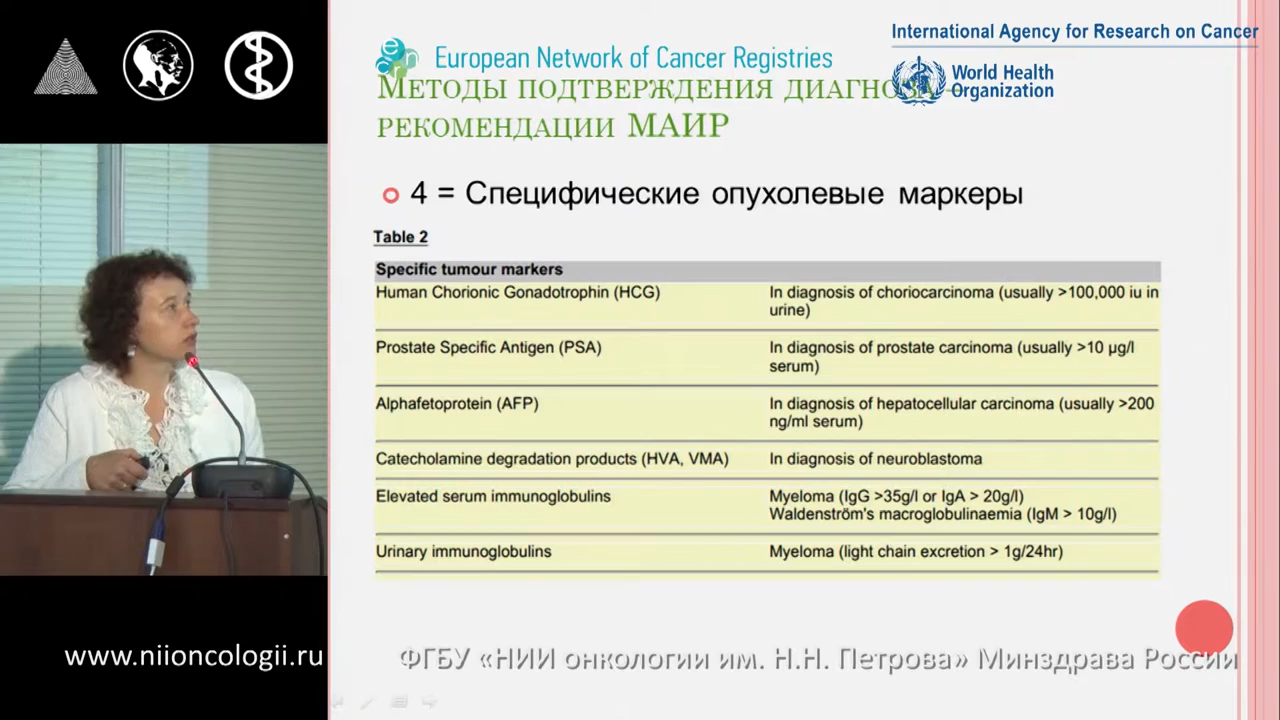 European Network of Cancer Registries
International Agency for Research on Cancer
World Health
Organization
МЕТОДЫ ПОДТВЕРЖДЕНИЯ ДИАГНОЗА –
РЕКОМЕНДАЦИИ МАИР
4 = Специфические опухолевые маркеры
Table 2
Specific tumour markers
Human Chorionic Gonadotrophin (HCG) In diagnosis of choriocarcinoma (usually >100,000 iu in
urine)
Prostate Specific Antigen (PSA) In diagnosis of prostate carcinoma (usually >10 µg/l
serum)
Alphafetoprotein (AFP) In diagnosis of hepatocellular carcinoma (usually >200
ng/ml serum)
Catecholamine degradation products (HVA, VMA) In diagnosis of neuroblastoma
Elevated serum immunoglobulins Myeloma (IgG >35g/l or IgA > 20g/l)
Waldenström's macroglobulinaemia (IgM > 10g/l)
Urinary immunoglobulins Myeloma (light chain excretion > 1g/24hr)
www.niioncologii.ru
ФГБУ «НИИ онкологии им. Н.Н. Петрова» Минздрава России